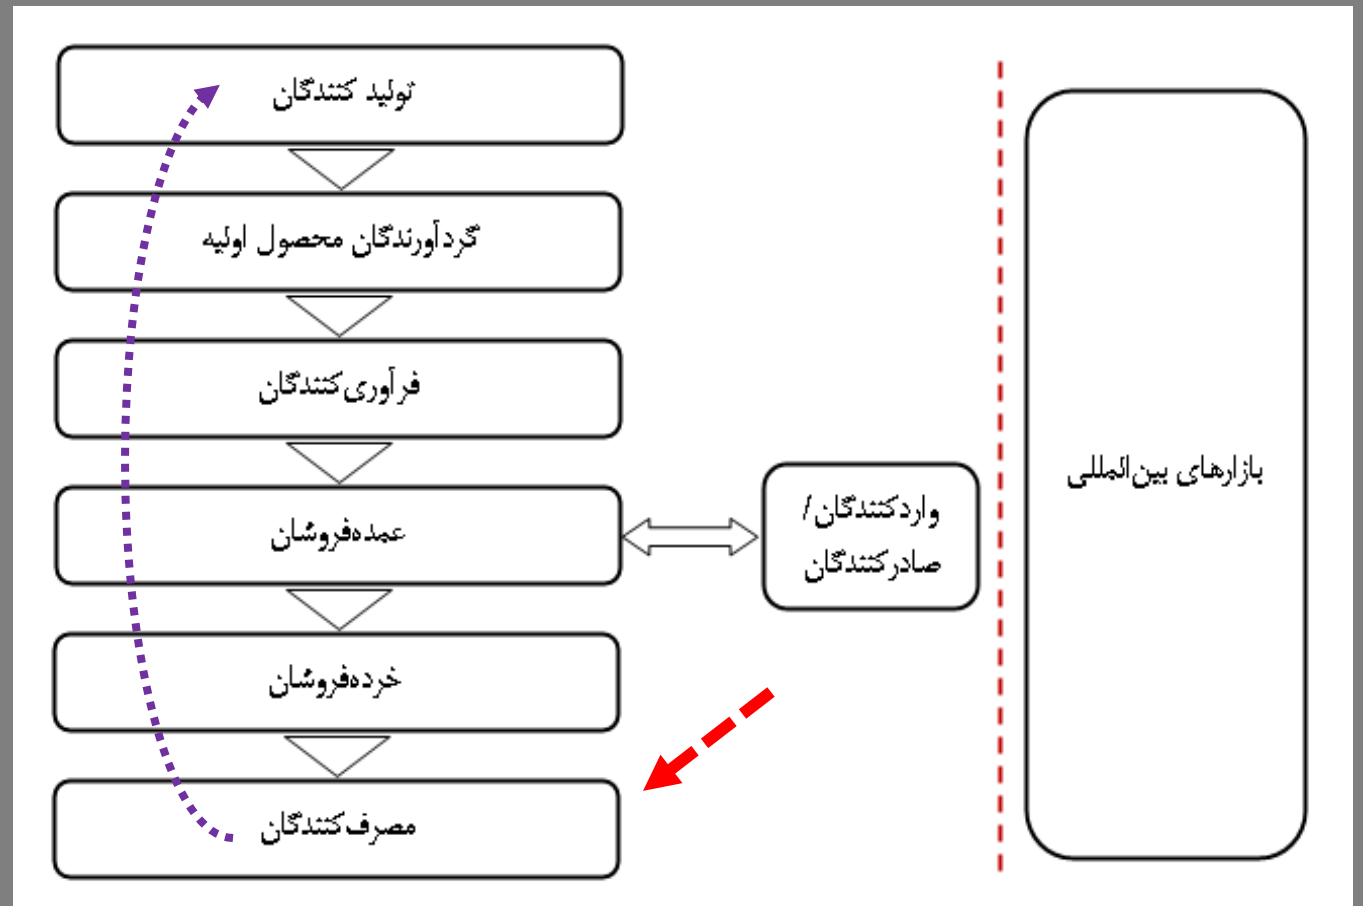 تولید کنندگان
گردآورندگان محصول اولیه
فرآوری‌کنندگان
عمده‌فروشان
خرده‌فروشان
مصرف‌کنندگان
واردکنندگان/
صادرکنندگان
بازارهای بین‌المللی